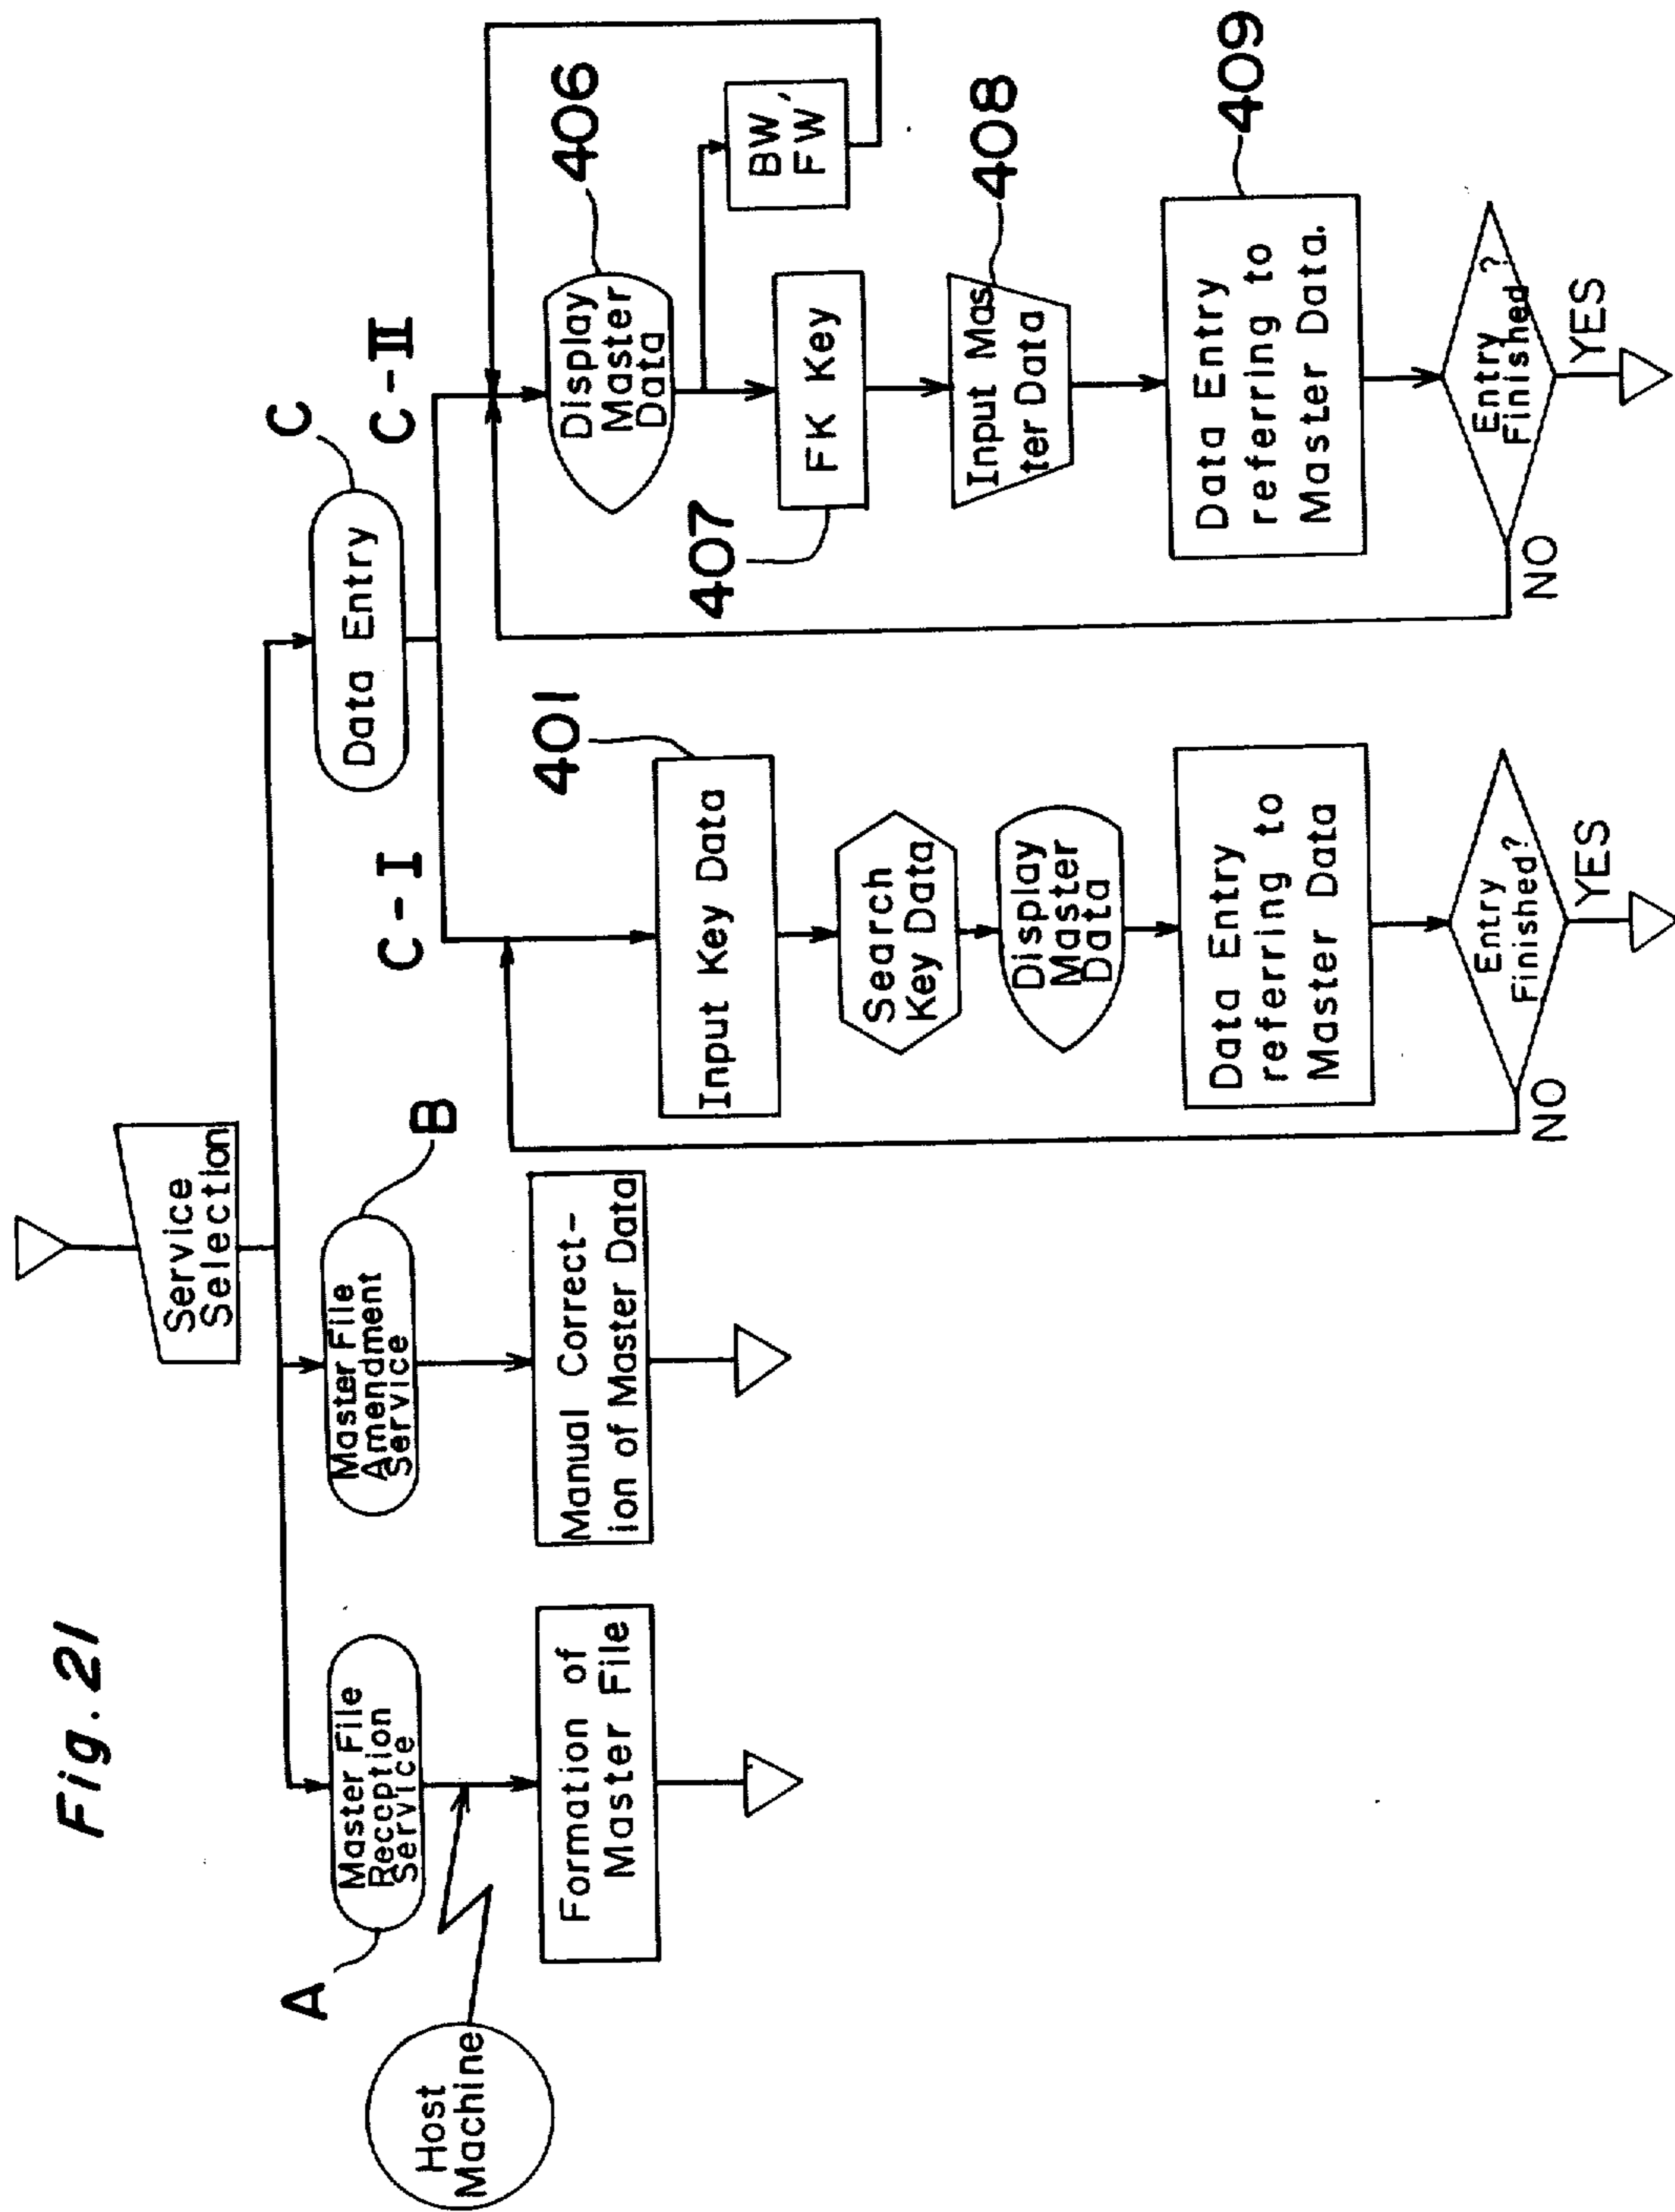 Fig. 21
Service
Selection
A
Master File
Reception
Service
Host
Machine
Formation of
Master File
B
Master File
Amendment
Service
Manual Correct-
ion of Master Data
C
Data Entry
C-I
401
Input Key Data
Search
Key Data
Display
Master
Data
Data Entry
referring to
Master Data
Entry
Finished?
NO
YES
C-II
406
Display
Master
Data
BW,
FW
407
FK Key
408
Input Mas
ter Data
409
Data Entry
referring to
Master Data.
Entry
Finished?
NO
YES